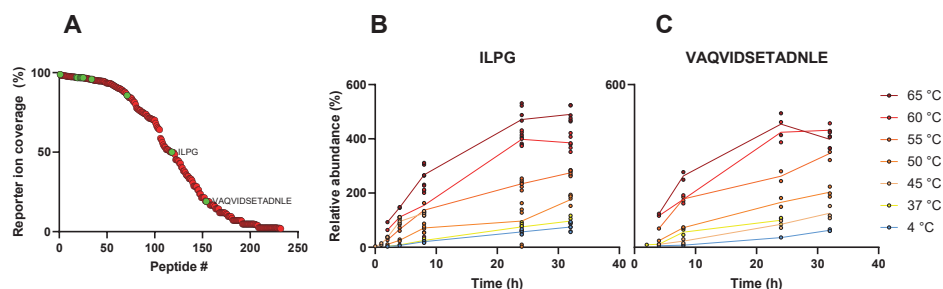 A
B
C
Reporter coverage (%)
100
50
0
0
50
100
150
200
250
Peptide #
ILPG
VAQVIDSETADNLE
ILPG
Relative abundance (%)
600
400
200
0
0
10
20
30
40
Time (h)
VAQVIDSETADNLE
600
0
10
20
30
40
Time (h)
65 °C
60 °C
55 °C
50 °C
45 °C
37 °C
4 °C